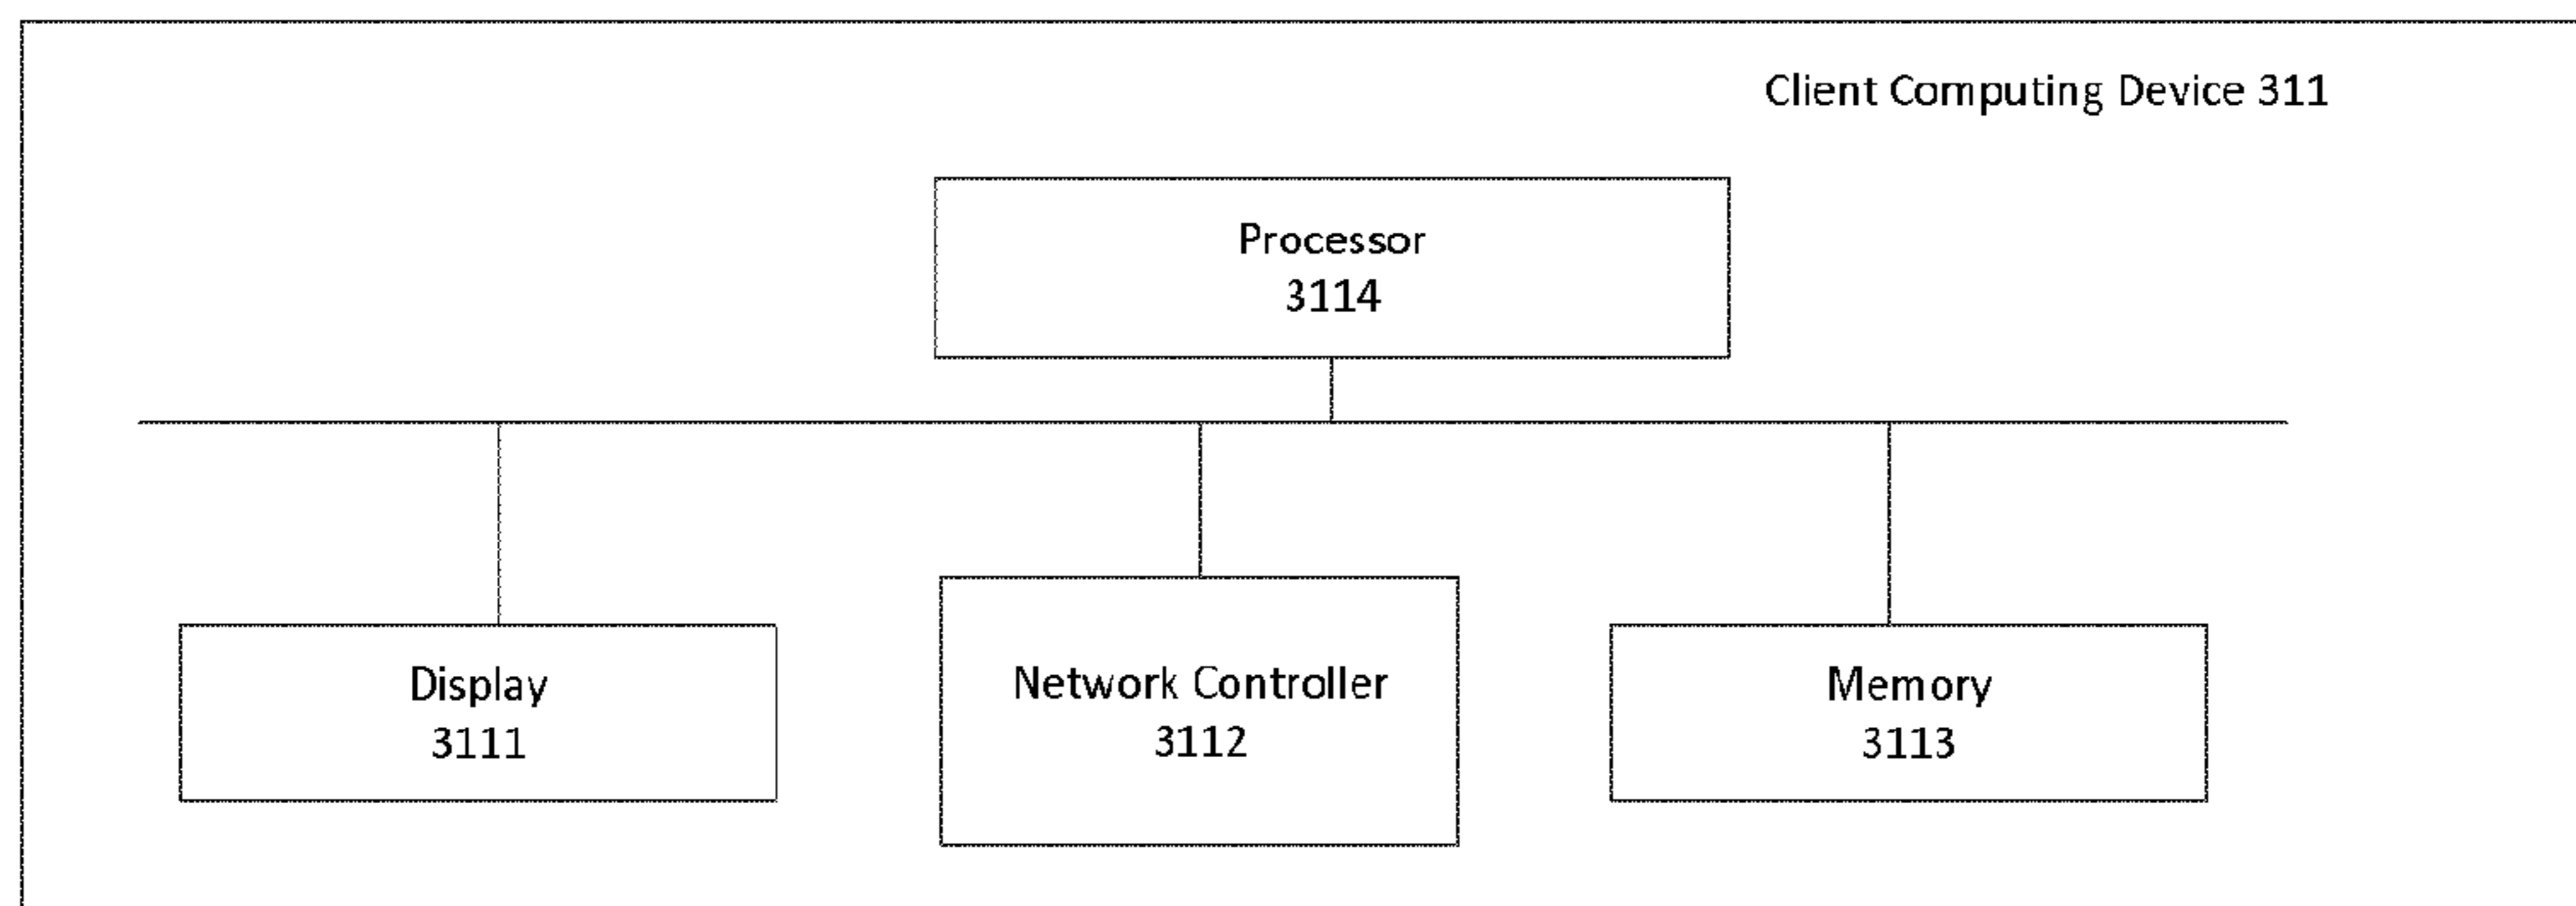 Client Computing Device 311
Processor
3114
Display
3111
Network Controller
3112
Memory
3113